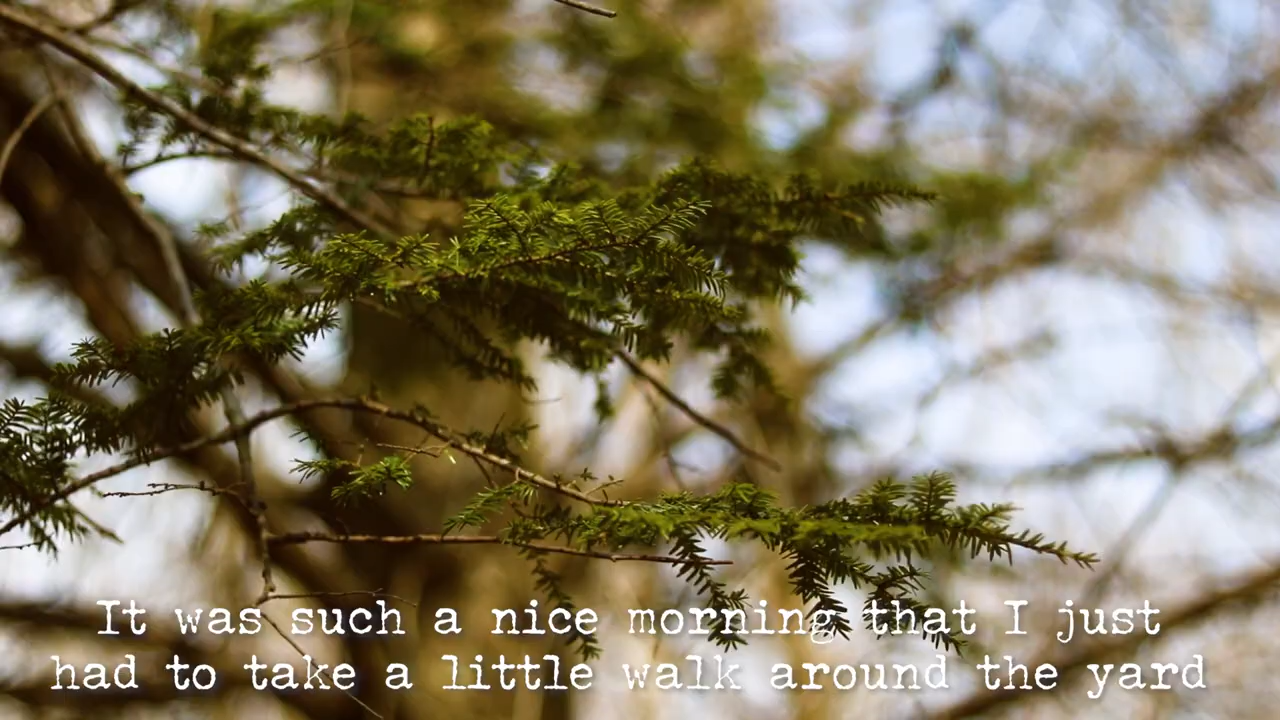 It was such a nice morning that I just
had to take a little walk around the yard